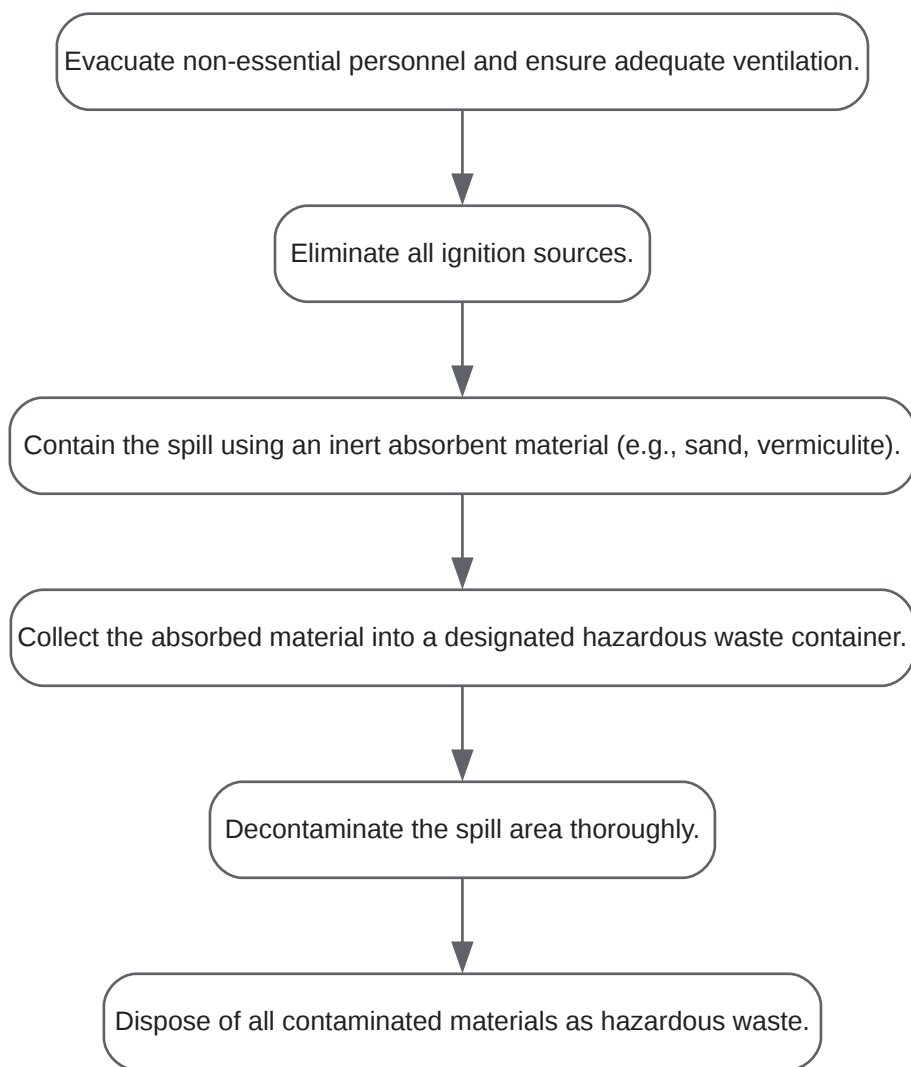 Evacuate non-essential personnel and ensure adequate ventilation.
Eliminate all ignition sources.
Contain the spill using an inert absorbent material (e.g., sand, vermiculite).
Collect the absorbed material into a designated hazardous waste container.
Decontaminate the spill area thoroughly.
Dispose of all contaminated materials as hazardous waste.